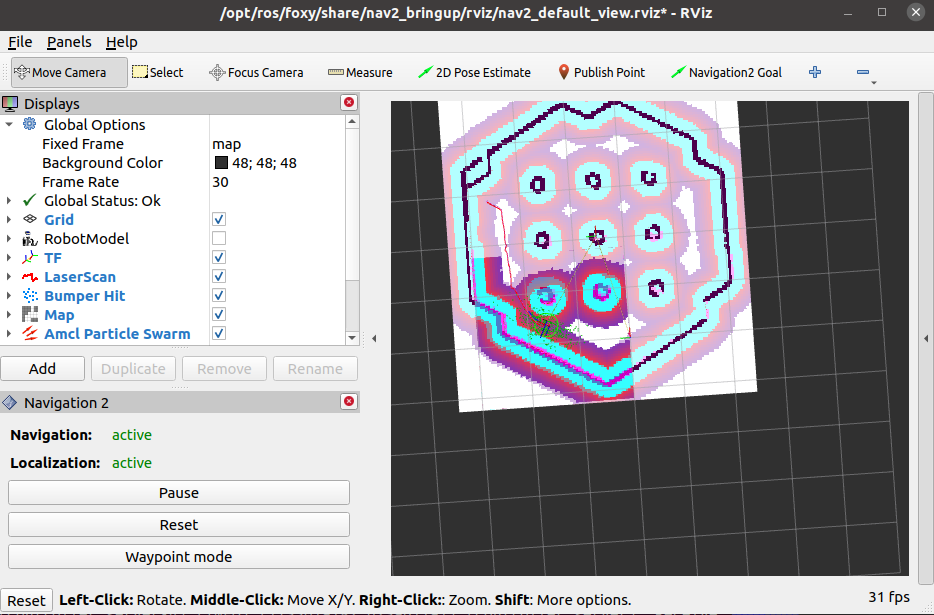 /opt/ros/foxy/share/nav2_bringup/rviz/nav2_default_view.rviz* - RViz
File Panels Help
Move Camera Select Focus Camera Measure 2D Pose Estimate Publish Point Navigation2 Goal
Displays
Global Options
Fixed Frame map
Background Color 48; 48; 48
Frame Rate 30
Global Status: Ok
Grid
RobotModel
TF
LaserScan
Bumper Hit
Map
Amcl Particle Swarm
Add Duplicate Remove Rename
Navigation 2
Navigation: active
Localization: active
Pause
Reset
Waypoint mode
Reset Left-Click: Rotate. Middle-Click: Move X/Y. Right-Click:: Zoom. Shift: More options. 31 fps